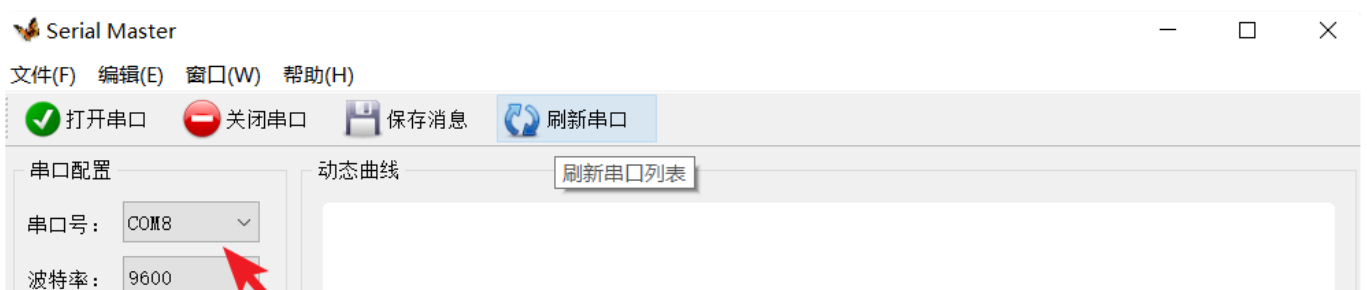 Serial Master
文件(F) 编辑(E) 窗口(W) 帮助(H)
打开串口 关闭串口 保存消息 刷新串口
串口配置 动态曲线 刷新串口列表
串口号： COM8
波特率： 9600